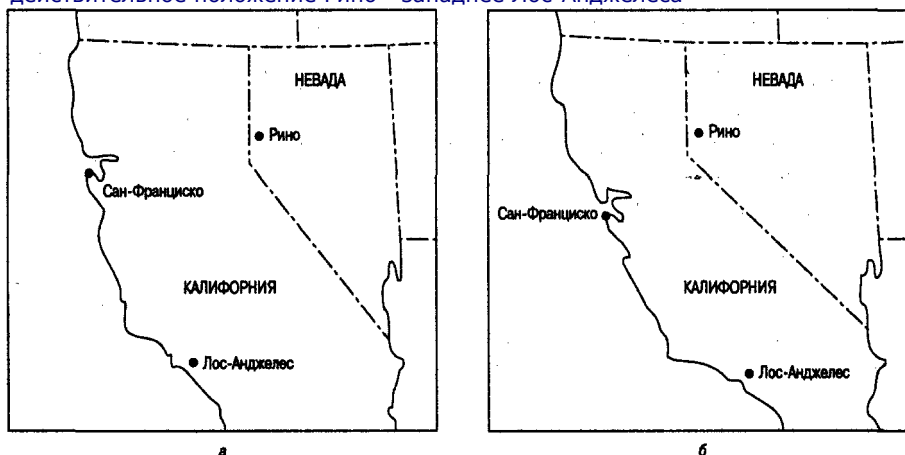 действительное положение Рино – западнее Лос-Анджелеса
НЕВАДА
Рино
Сан-Франциско
КАЛИФОРНИЯ
Лос-Анджелес
а
НЕВАДА
Рино
Сан-Франциско
КАЛИФОРНИЯ
Лос-Анджелес
б